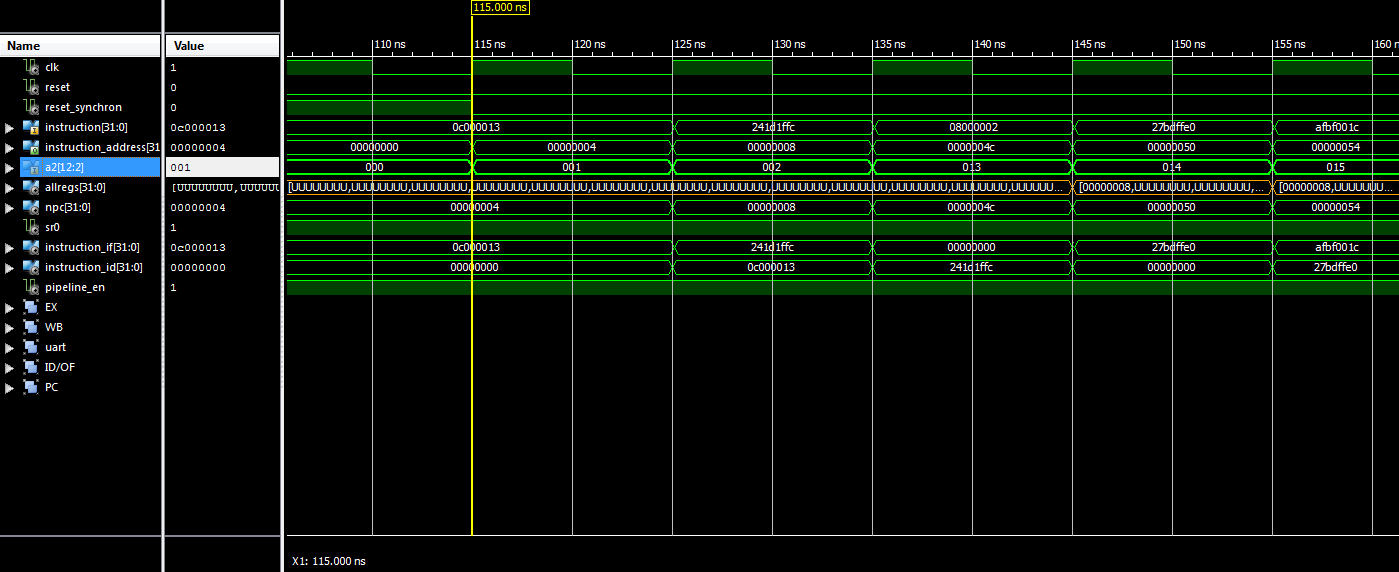 115.000 ns
Name Value
110 ns 115 ns 120 ns 125 ns 130 ns 135 ns 140 ns 145 ns 150 ns 155 ns 160 ns
clk 1
reset 0
reset_synchron 0
instruction[31:0] 0c000013 0c000013 241d1ffc 08000002 27bdffe0 afbf001c
instruction_address[31 00000004 00000000 00000004 00000008 0000004c 00000050 00000054
a2[12:2] 001 000 001 002 013 014 015
allregs[31:0] [UUUUUUUU,UUUUUU [UUUUUUUU,UUUUUUUU,UUUUUUUU,UUUUUUUU,UUUUUUUU,UUUUUUUU,UUUUUUUU,UUUUUUUU,UUUUUUUU,UUUUUUUU,UUUUUUUU,UUUUUUUU,UUUUUU... [00000008,UUUUUUUU,UUUUUUUU,... [00000008,UUUUUUU...
npc[31:0] 00000004 00000004 00000008 0000004c 00000050 00000054
sr0 1
instruction_if[31:0] 0c000013 0c000013 241d1ffc 00000000 27bdffe0 afbf001c
instruction_id[31:0] 00000000 00000000 0c000013 241d1ffc 00000000 27bdffe0
pipeline_en 1
EX
WB
uart
ID/OF
PC
X1: 115.000 ns